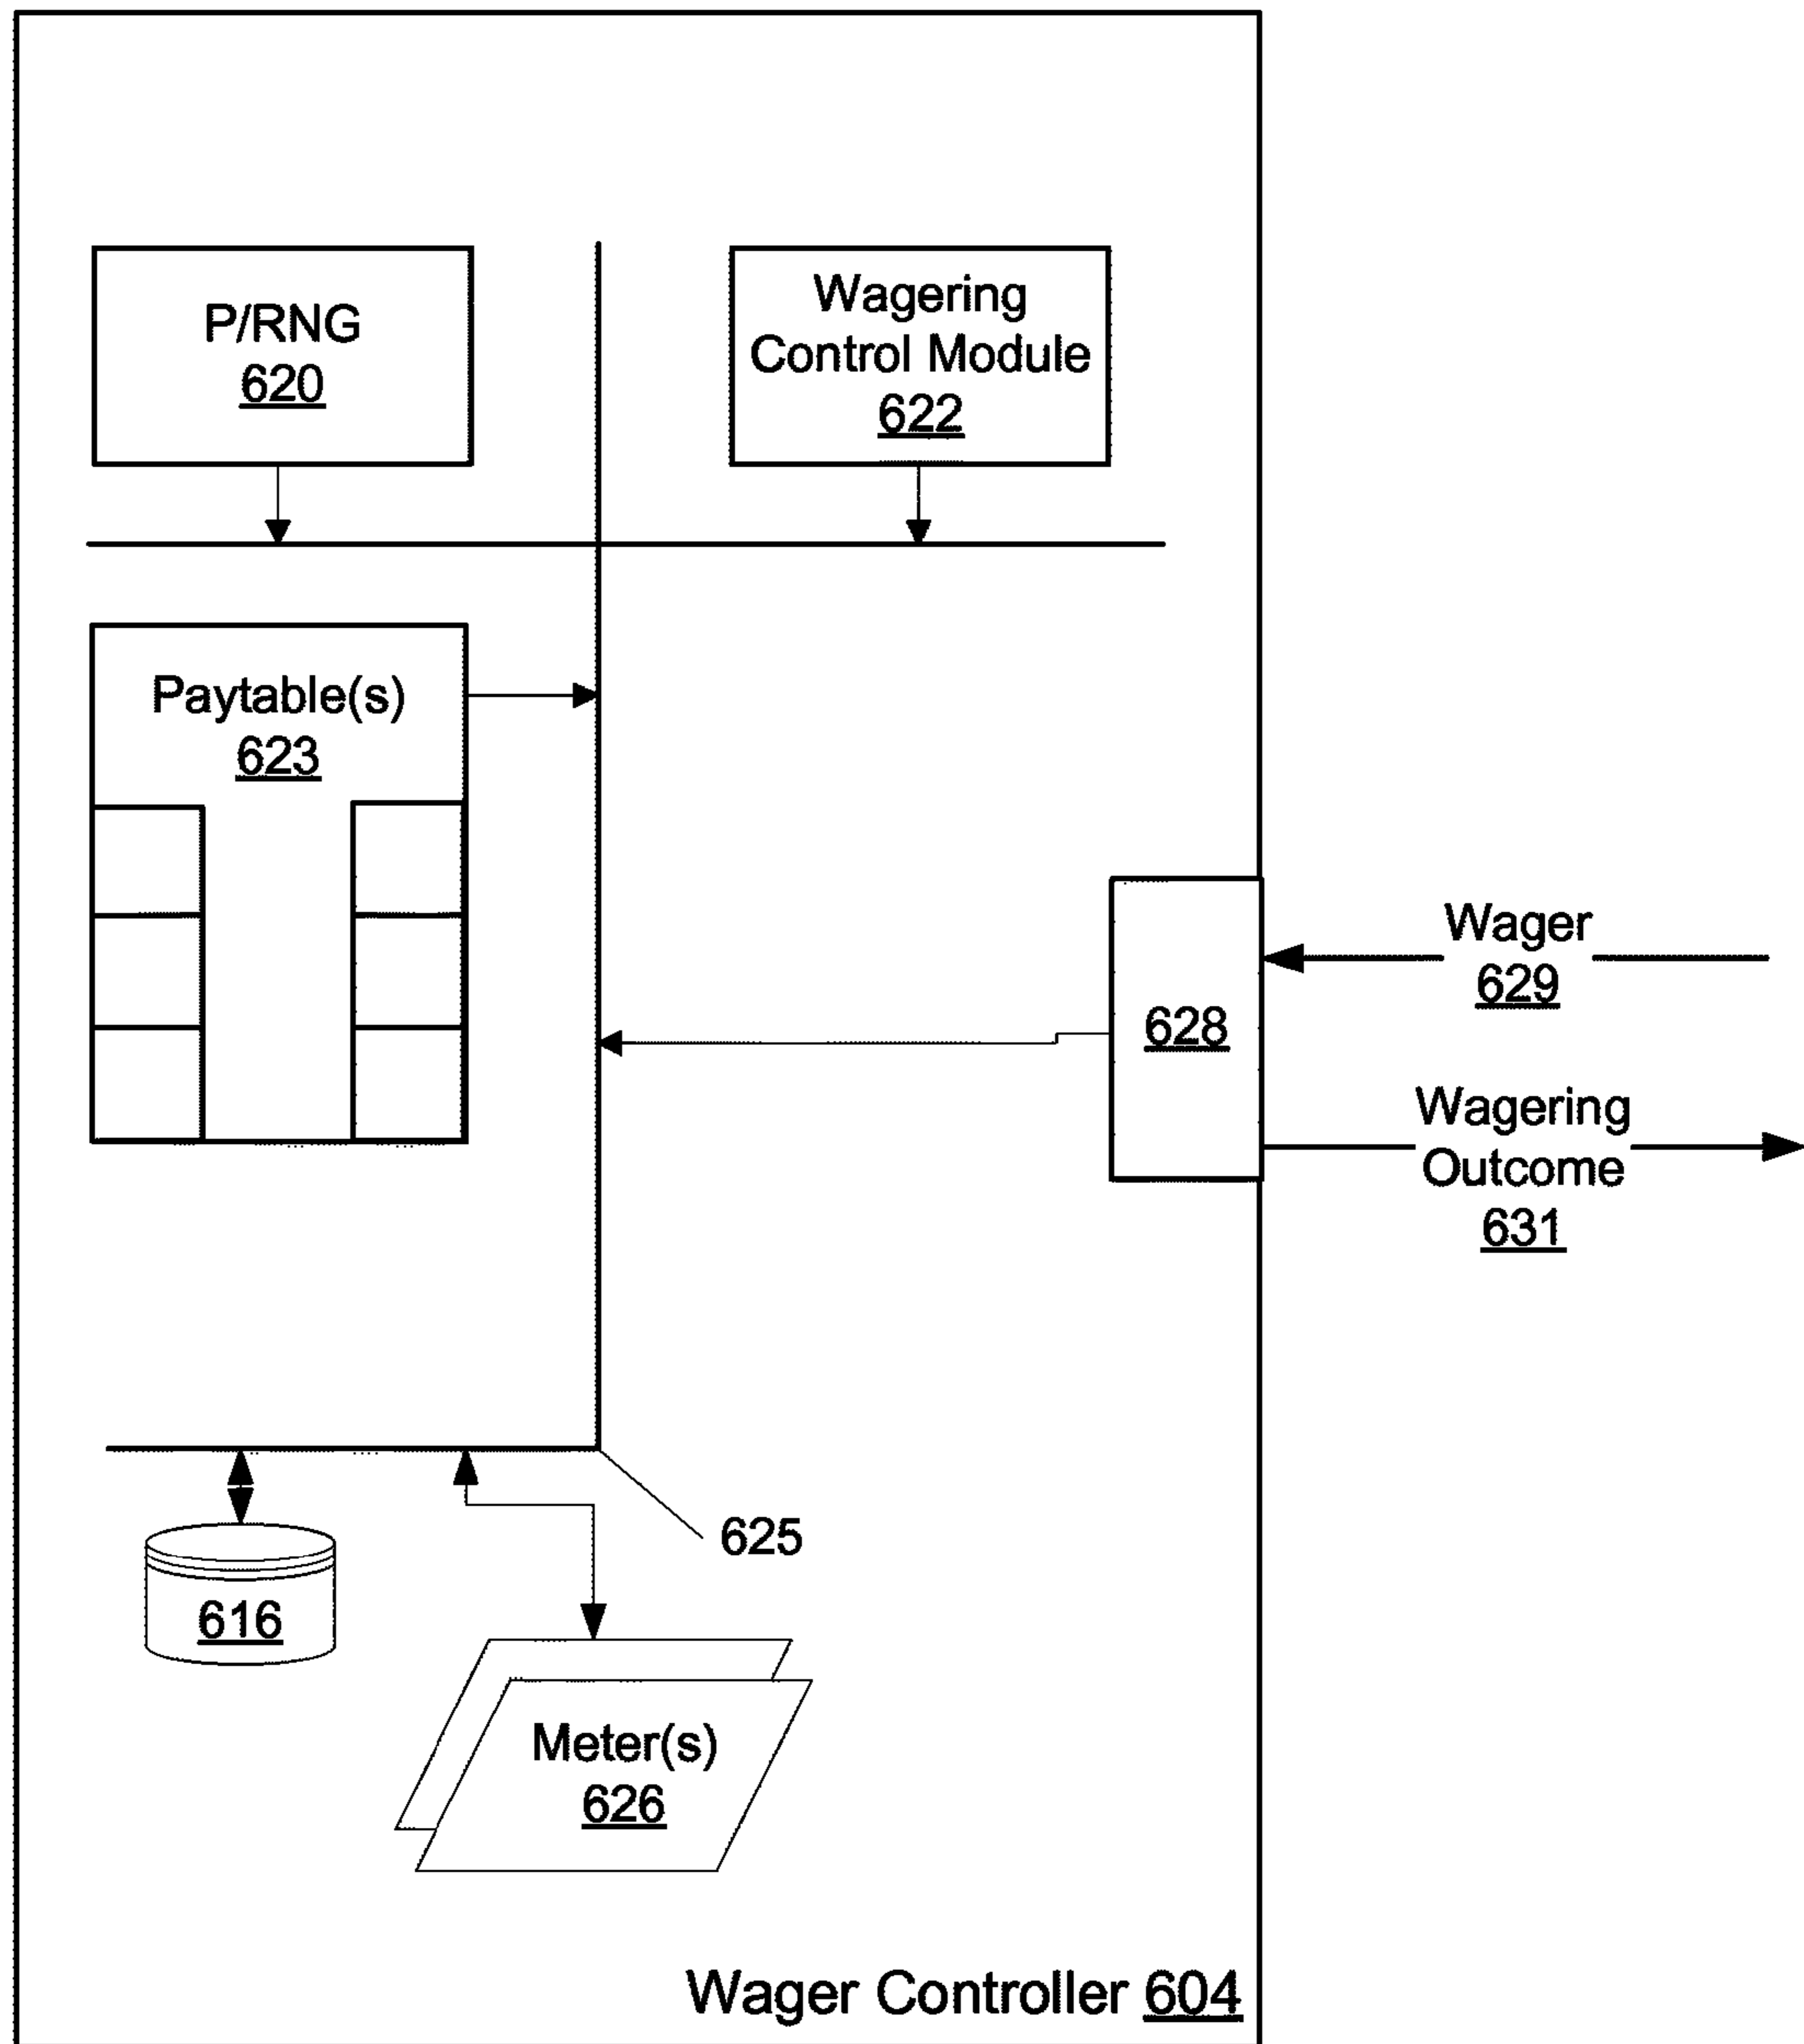 P/RNG
620
Wagering
Control Module
622
Paytable(s)
623
Wager
629
628
Wagering
Outcome
631
625
616
Meter(s)
626
Wager Controller 604